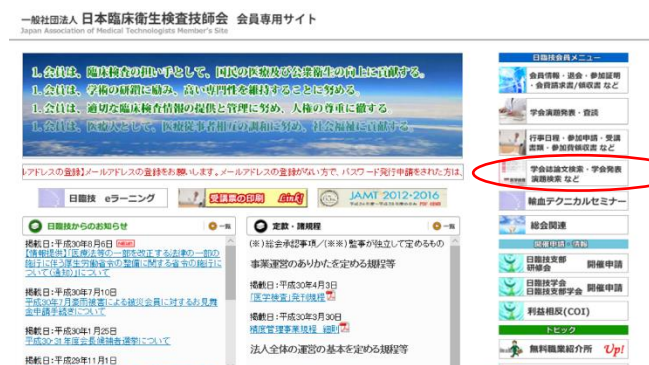 一般社団法人 日本臨床衛生検査技師会 会員専用サイト
Japan Association of Medical Technologists Member's Site
1.会員は、臨床検査の担い手として、国民の医療及び公衆衛生の向上に貢献する。
1.会員は、学術の研鑽に励み、高い専門性を維持することに努める。
1.会員は、適切な臨床検査情報の提供と管理に努め、人権の尊重に徹する
1.会員は、医療人として、医療従事者相互の調和に努め、社会福祉に貢献する。
レアドレスの登録】メールアドレスの登録をお願いします。メールアドレスの登録がない方で、パスワード発行申請をされた方は、
日臨技 eラーニング
受講票の印刷 Link
JAMT 2012-2016
日臨技からのお知らせ
一覧
掲載日:平成30年8月6日
【情報提供】「医療法等の一部を改正する法律の一部の
施行に伴う厚生労働省令の整備に関する省令の施行に
ついて(通知)」について
掲載日:平成30年7月10日
平成30年7月豪雨被害による被災会員に対するお見舞
金申請手続きについて
掲載日:平成30年1月25日
平成30-31年度会長候補者選挙について
掲載日:平成29年11月1日
定款・諸規程
一覧
(※)総会承認事項/(※※)監事が独立して定めるもの
事業運営のありかたを定める規程等
掲載日:平成30年4月3日
「医学検査」発刊規程
掲載日:平成30年3月30日
精度管理事業規程 細則
法人全体の運営の基本を定める規程等
日臨技会員メニュー
会員情報・退会・参加証明
・会費請求書/領収書 など
学会演題発表・査読
行事日程・参加申請・受講
書類・参加費領収書 など
学会誌論文検索・学会発表
演題検索 など
輸血テクニカルセミナー
総会関連
開催申請・情報
日臨技支部
研修会 開催申請
日臨技学会
日臨技支部学会 開催申請
利益相反(COI)
トピック
無料職業紹介所 Up!